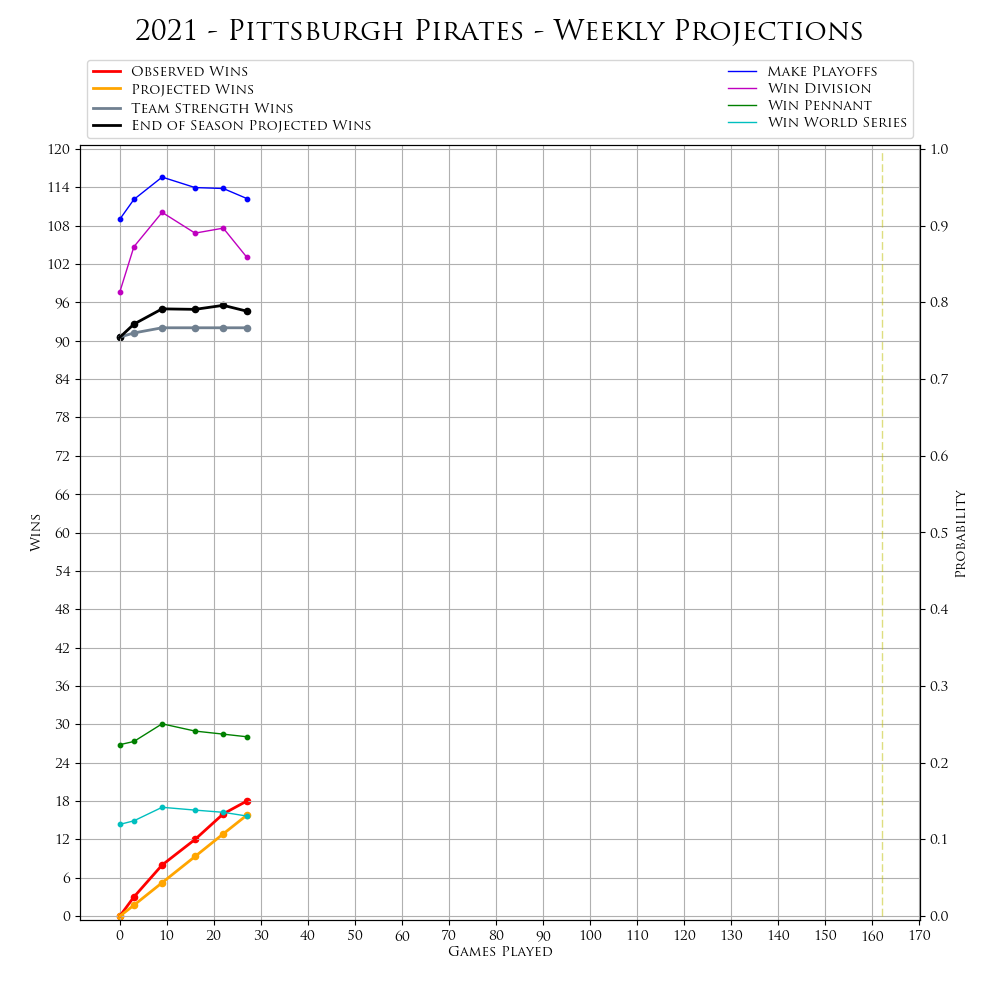 2021 - Pittsburgh Pirates - Weekly Projections
Observed Wins
Projected Wins
Team Strength Wins
End of Season Projected Wins
Make Playoffs
Win Division
Win Pennant
Win World Series
120
114
108
102
96
90
84
78
72
66
60
54
48
42
36
30
24
18
12
6
0
Wins
1.0
0.9
0.8
0.7
0.6
0.5
0.4
0.3
0.2
0.1
0.0
Probability
0 10 20 30 40 50 60 70 80 90 100 110 120 130 140 150 160 170
Games Played